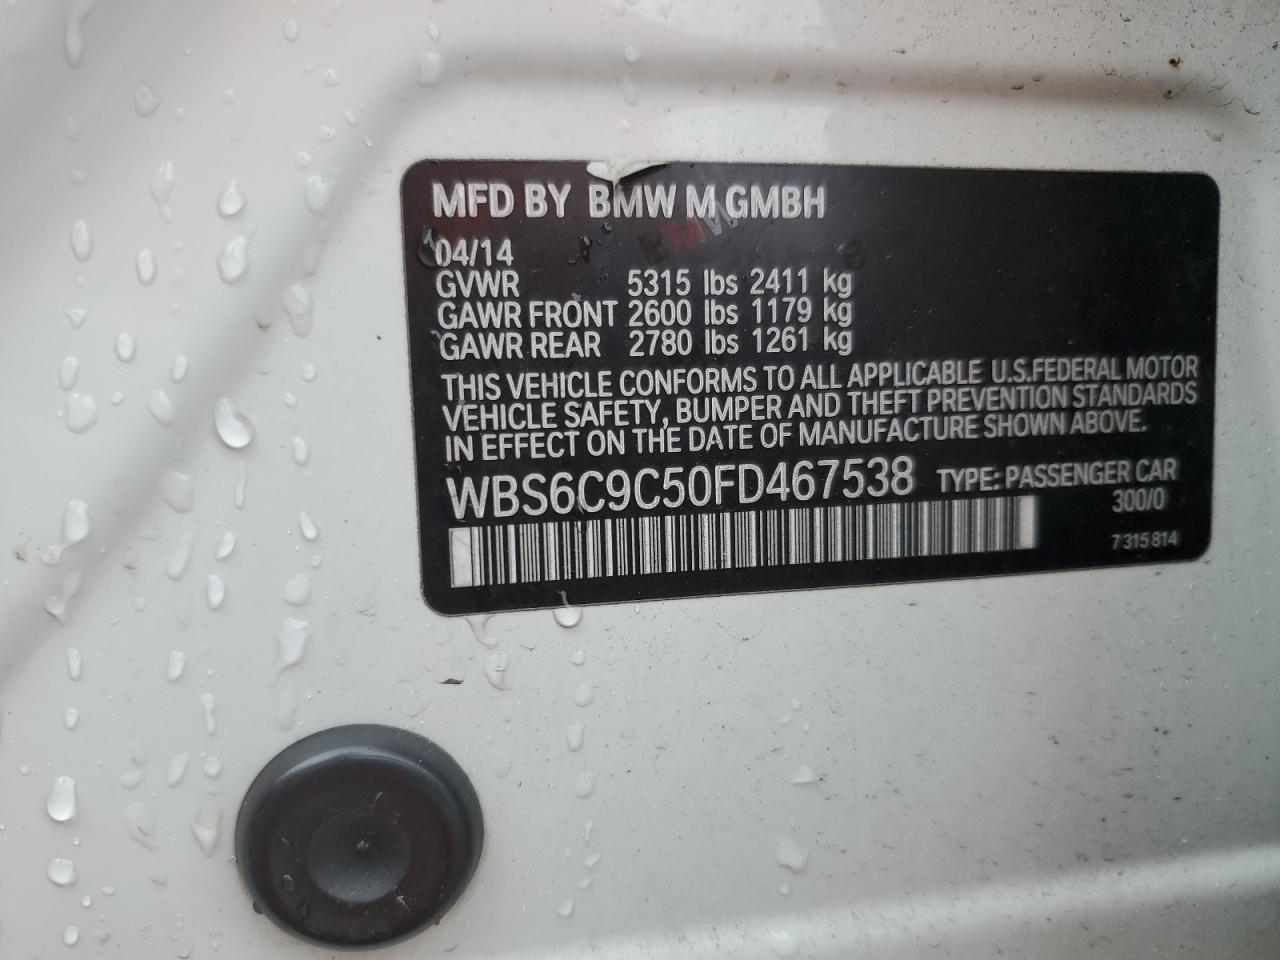 MFD BY BMW M GMBH
04/14
GVWR 5315 lbs 2411 kg
GAWR FRONT 2600 lbs 1179 kg
GAWR REAR 2780 lbs 1261 kg
THIS VEHICLE CONFORMS TO ALL APPLICABLE U.S.FEDERAL MOTOR
VEHICLE SAFETY, BUMPER AND THEFT PREVENTION STANDARDS
IN EFFECT ON THE DATE OF MANUFACTURE SHOWN ABOVE.
WBS6C9C50FD467538 TYPE: PASSENGER CAR
300/0
7 315 814